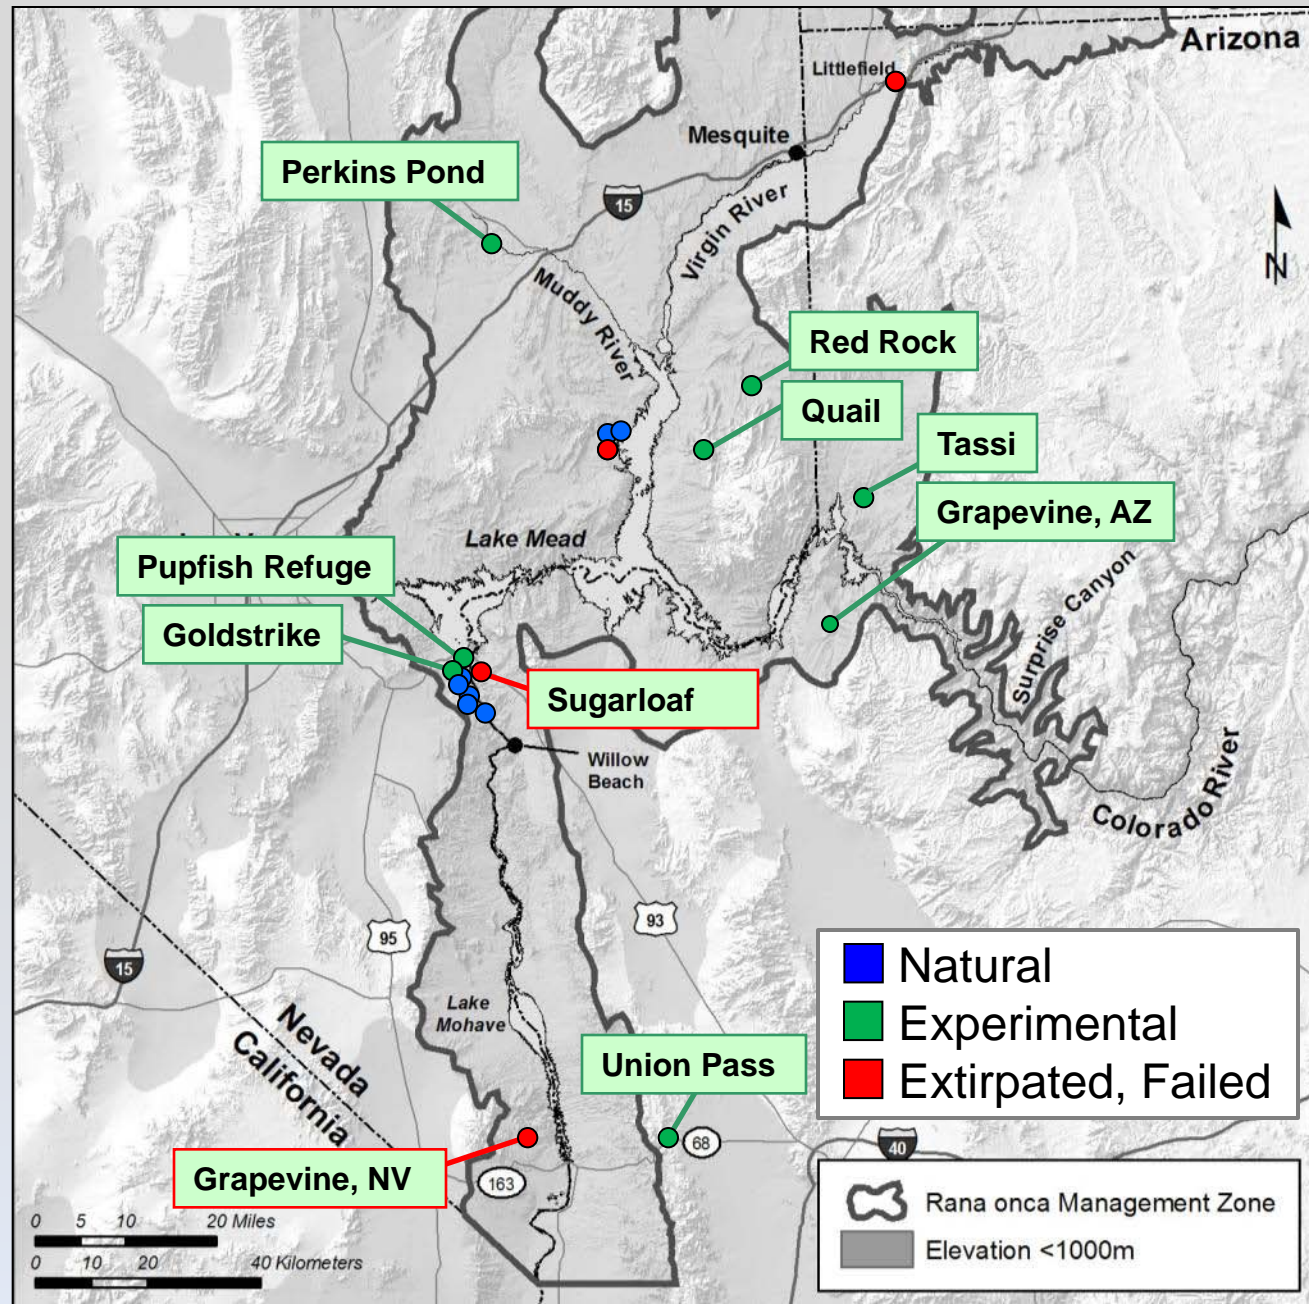 Arizona
Littlefield
Mesquite
Perkins Pond
15
Virgin River
N
Muddy River
Red Rock
Quail
Tassi
Grapevine, AZ
Lake Mead
Pupfish Refuge
Goldstrike
Surprise Canyon
Sugarloaf
Willow
Beach
Colorado River
93
95
15
Natural
Experimental
Extirpated, Failed
Lake
Mohave
Nevada
California
Union Pass
68
40
Grapevine, NV
163
Rana onca Management Zone
Elevation <1000m
0 5 10 20 Miles
0 10 20 40 Kilometers